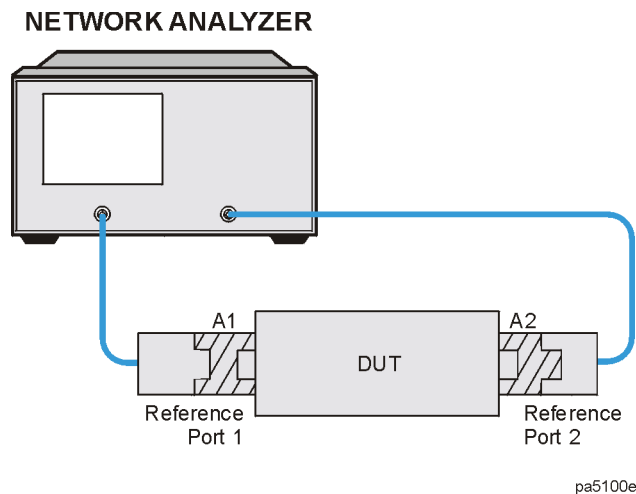 NETWORK ANALYZER
A1
A2
DUT
Reference
Port 1
Reference
Port 2
pa5100e